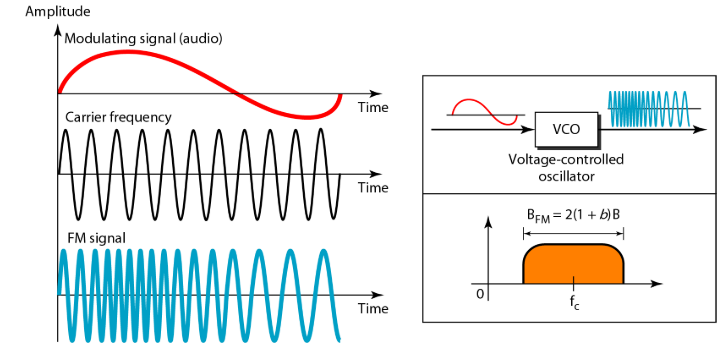 Amplitude
Modulating signal (audio)
Time
Carrier frequency
Time
FM signal
Time
VCO
Voltage-controlled
oscillator
B_FM = 2(1 + b)B
0
f_c